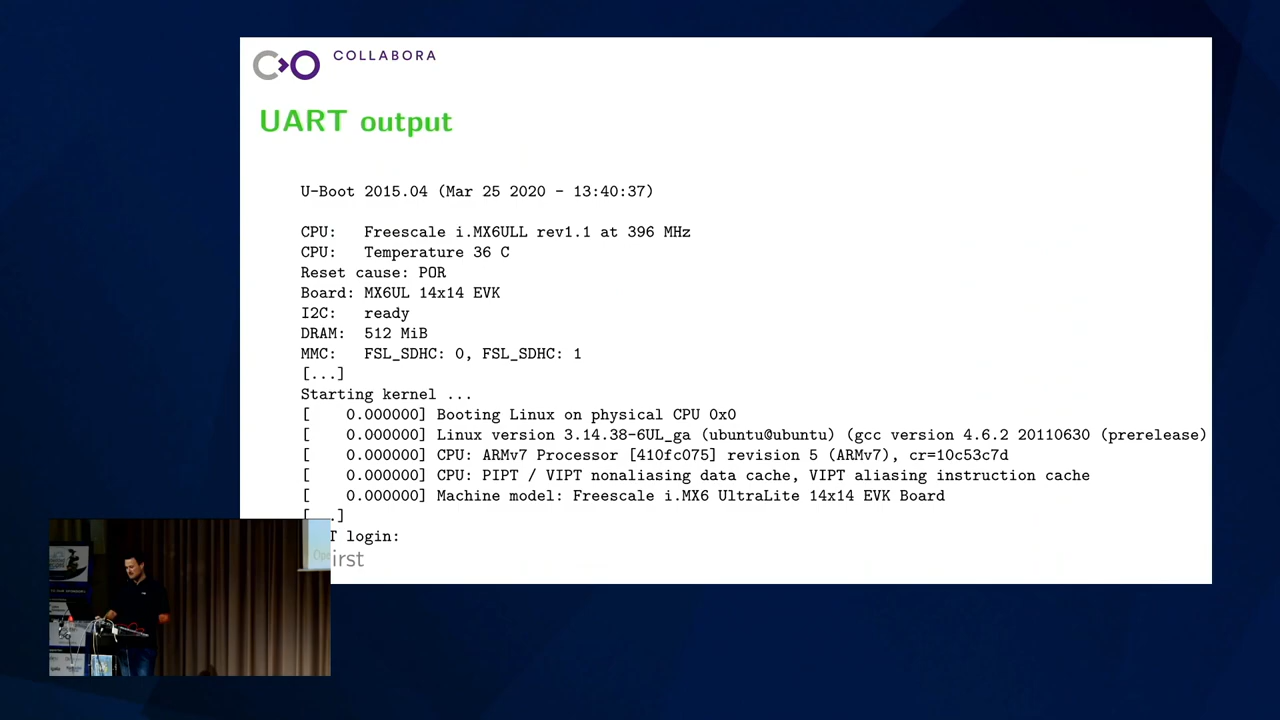 COLLABORA
UART output
U-Boot 2015.04 (Mar 25 2020 - 13:40:37)
CPU: Freescale i.MX6ULL rev1.1 at 396 MHz
CPU: Temperature 36 C
Reset cause: POR
Board: MX6UL 14x14 EVK
I2C: ready
DRAM: 512 MiB
MMC: FSL_SDHC: 0, FSL_SDHC: 1
[...]
Starting kernel ...
[ 0.000000] Booting Linux on physical CPU 0x0
[ 0.000000] Linux version 3.14.38-6UL_ga (ubuntu@ubuntu) (gcc version 4.6.2 20110630 (prerelease)
[ 0.000000] CPU: ARMv7 Processor [410fc075] revision 5 (ARMv7), cr=10c53c7d
[ 0.000000] CPU: PIPT / VIPT nonaliasing data cache, VIPT aliasing instruction cache
[ 0.000000] Machine model: Freescale i.MX6 UltraLite 14x14 EVK Board
[ .]
T login:
irst